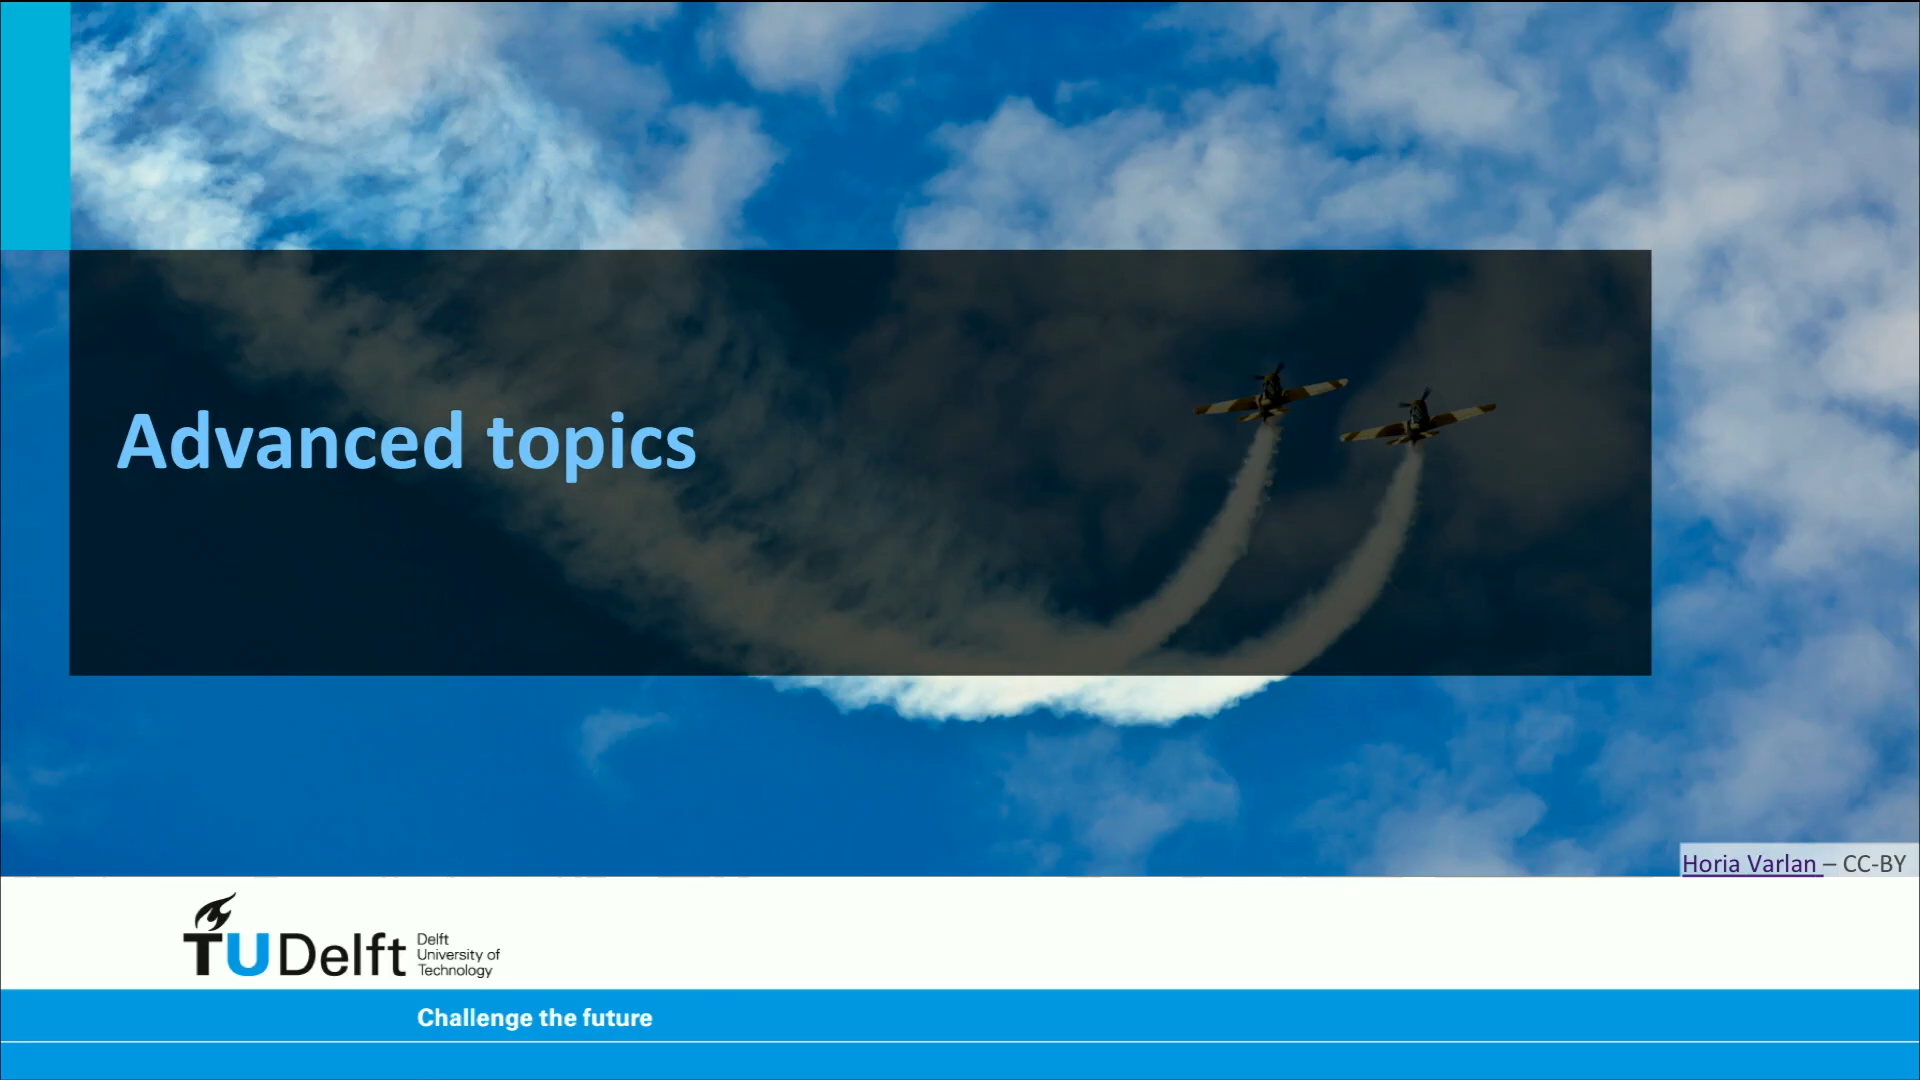 Advanced topics
Horia Varlan – CC-BY
TU Delft
Delft
University of
Technology
Challenge the future